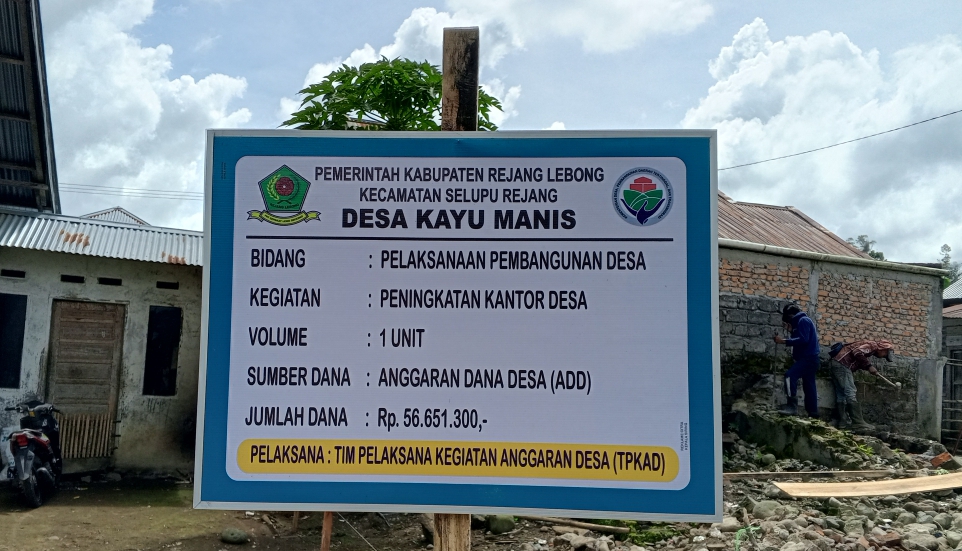 PEMERINTAH KABUPATEN REJANG LEBONG
KECAMATAN SELUPU REJANG
DESA KAYU MANIS
BIDANG : PELAKSANAAN PEMBANGUNAN DESA
KEGIATAN : PENINGKATAN KANTOR DESA
VOLUME : 1 UNIT
SUMBER DANA : ANGGARAN DANA DESA (ADD)
JUMLAH DANA : Rp. 56.651.300,-
PELAKSANA : TIM PELAKSANA KEGIATAN ANGGARAN DESA (TPKAD)